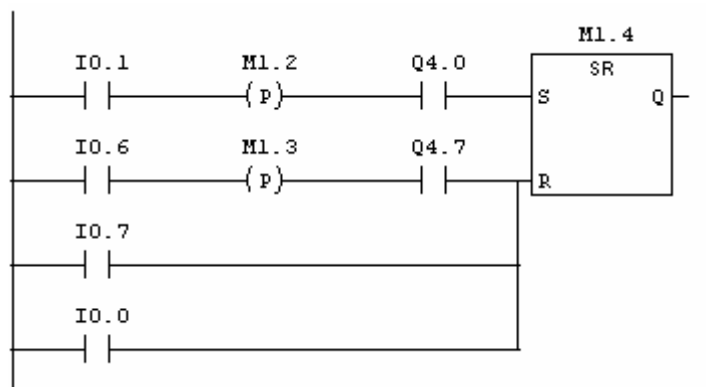 M1.4
I0.1 M1.2 Q4.0 SR
( P ) S Q
I0.6 M1.3 Q4.7
( P ) R
I0.7
I0.0